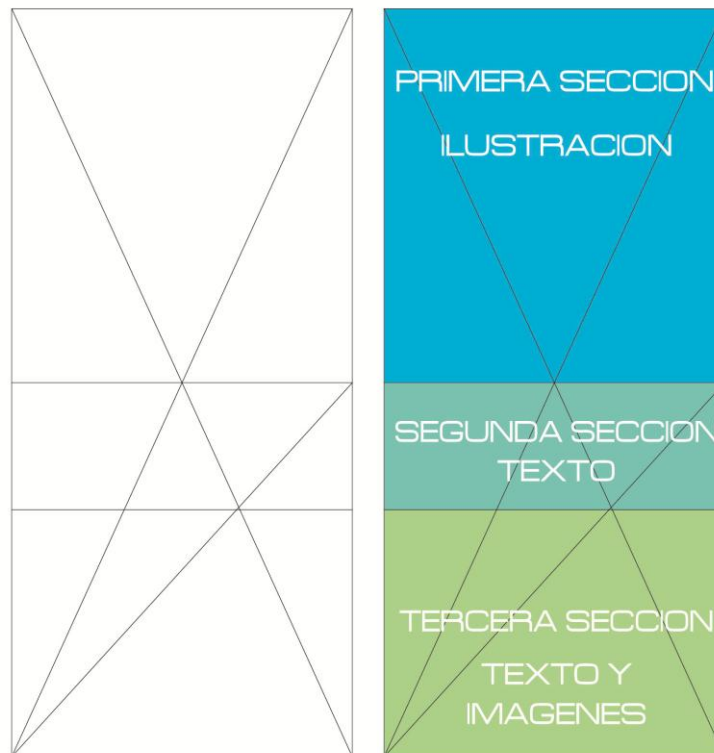 PRIMERA SECCION
ILUSTRACION
SEGUNDA SECCION
TEXTO
TERCERA SECCION
TEXTO Y
IMAGENES